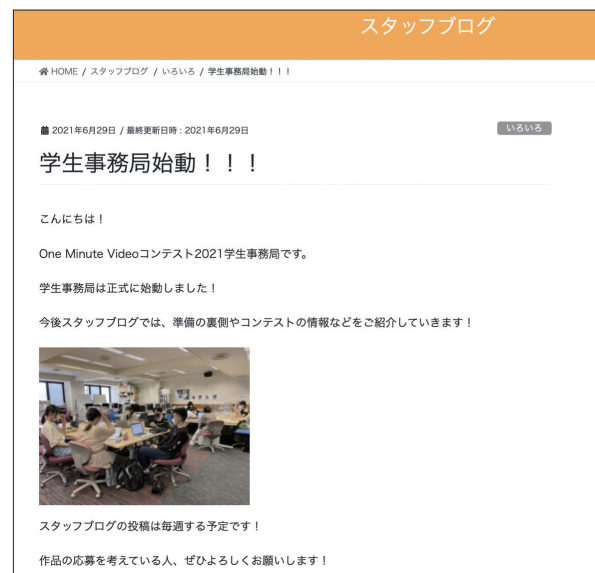 スタッフブログ
HOME / スタッフブログ / いろいろ / 学生事務局始動！！！
2021年6月29日 / 最終更新日時 : 2021年6月29日
いろいろ
学生事務局始動！！！
こんにちは！
One Minute Videoコンテスト2021学生事務局です。
学生事務局は正式に始動しました！
今後スタッフブログでは、準備の裏側やコンテストの情報などをご紹介していきます！
スタッフブログの投稿は毎週する予定です！
作品の応募を考えている人、ぜひよろしくお願いします！